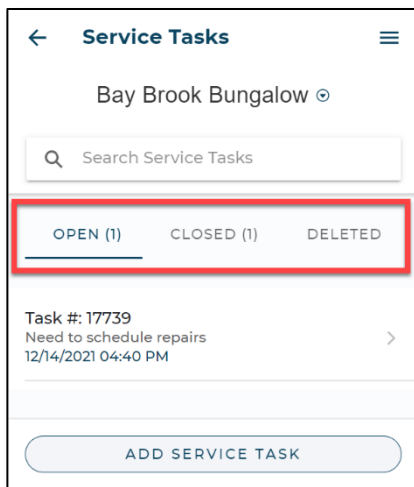 Service Tasks
Bay Brook Bungalow
Search Service Tasks
OPEN (1) CLOSED (1) DELETED
Task #: 17739
Need to schedule repairs
12/14/2021 04:40 PM
ADD SERVICE TASK